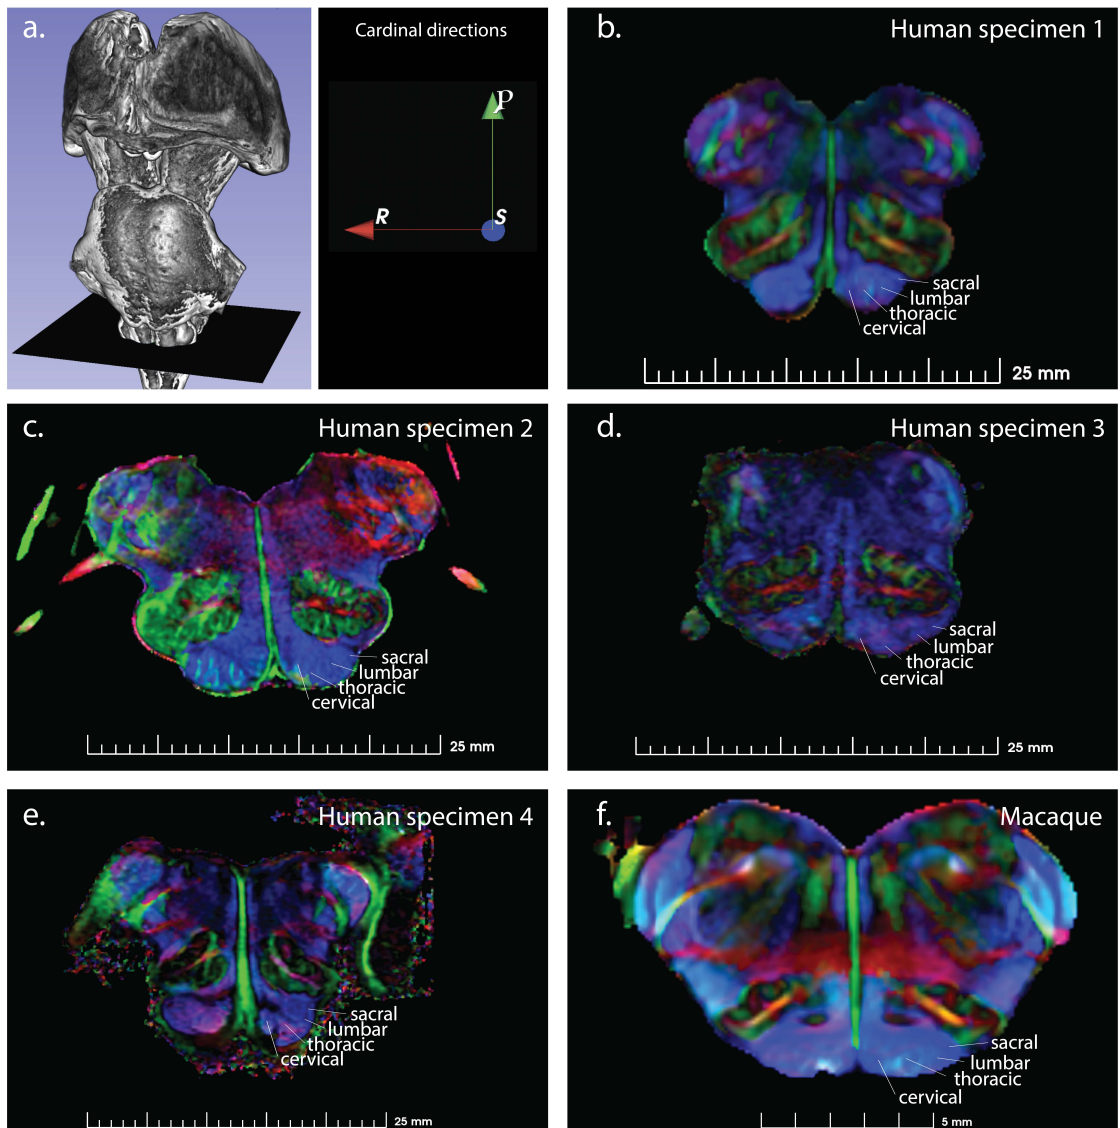 a.
Cardinal directions
P
R
S
b.
Human specimen 1
sacral
lumbar
thoracic
cervical
25 mm
c.
Human specimen 2
sacral
lumbar
thoracic
cervical
25 mm
d.
Human specimen 3
sacral
lumbar
thoracic
cervical
25 mm
e.
Human specimen 4
sacral
lumbar
thoracic
cervical
25 mm
f.
Macaque
sacral
lumbar
thoracic
cervical
5 mm